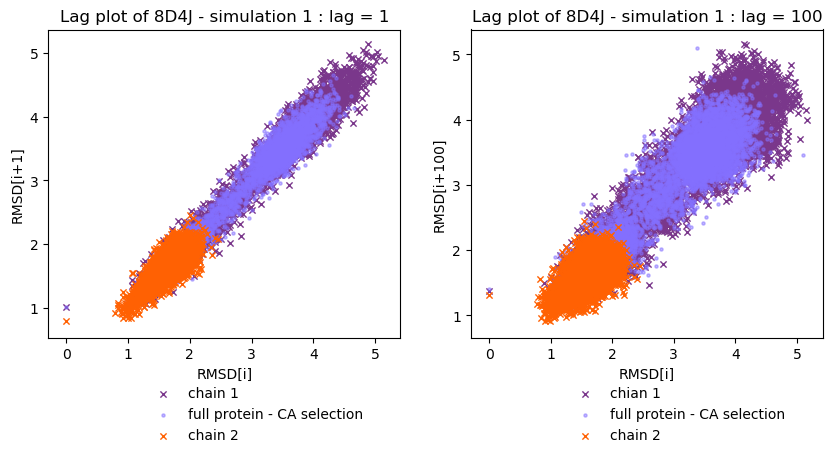 Lag plot of 8D4J - simulation 1 : lag = 1
5
4
3
2
1
RMSD[i+1]
0 1 2 3 4 5
RMSD[i]
chain 1
full protein - CA selection
chain 2
Lag plot of 8D4J - simulation 1 : lag = 100
5
4
3
2
1
RMSD[i+100]
0 1 2 3 4 5
RMSD[i]
chian 1
full protein - CA selection
chain 2